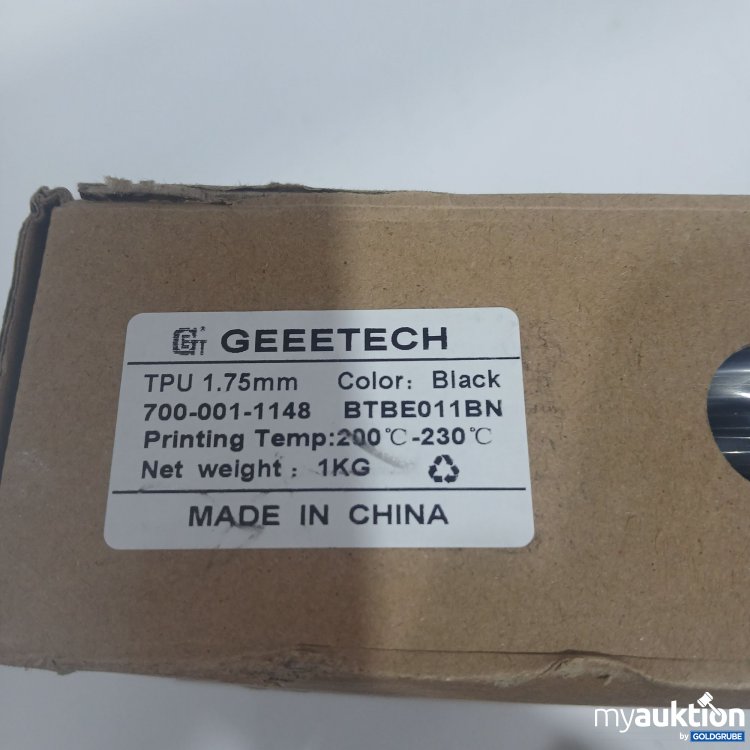 GEEETECH
TPU 1.75mm Color: Black
700-001-1148 BTBE011BN
Printing Temp:200℃-230℃
Net weight: 1KG
MADE IN CHINA
myauktion
by GOLDGRUBE